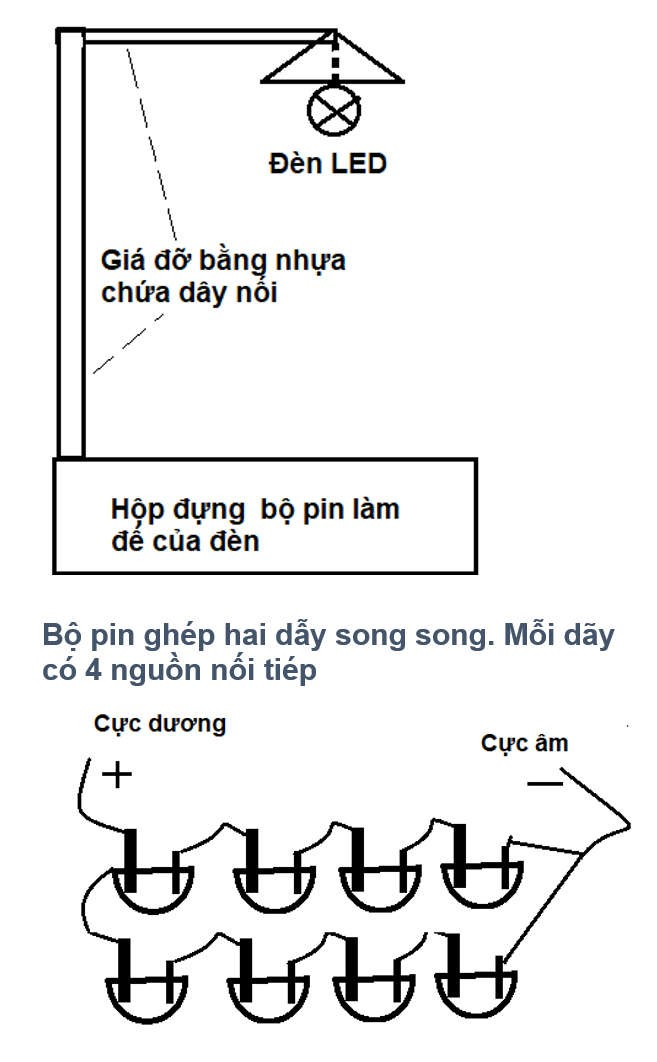 Đèn LED
Giá đỡ bằng nhựa
chứa dây nối
Hộp đựng bộ pin làm
đế của đèn
Bộ pin ghép hai dẫy song song. Mỗi dãy
có 4 nguồn nối tiép
Cực dương
Cực âm
+
—